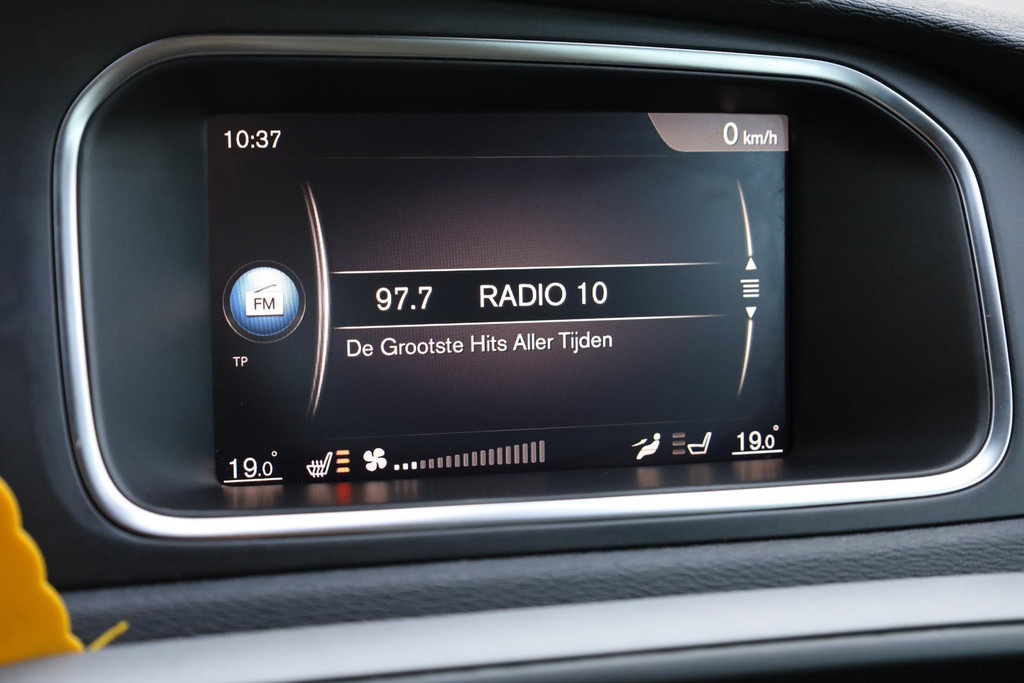 10:37
0 km/h
FM
97.7 RADIO 10
TP
De Grootste Hits Aller Tijden
19.0°
19.0°